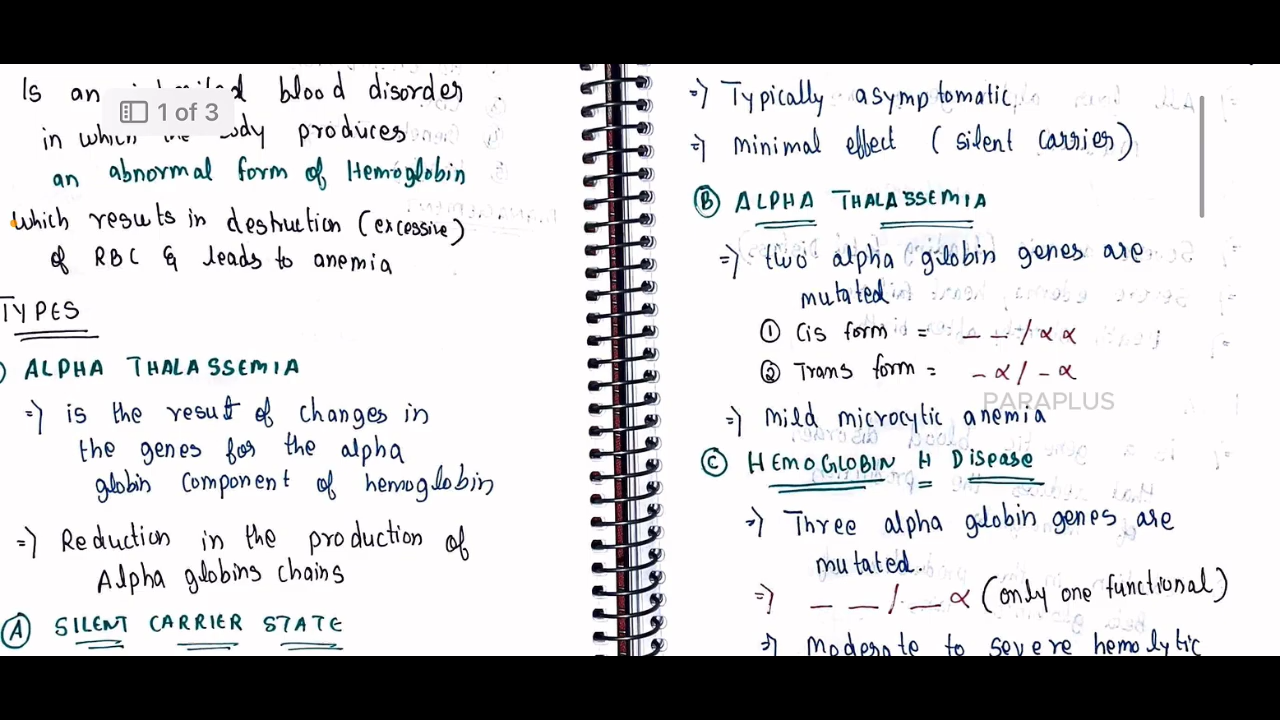 Is an inherited blood disorder
in which the body produces
an abnormal form of Hemoglobin
which results in destruction (excessive)
of RBC & leads to anemia
1 of 3
TYPES
ALPHA THALASSEMIA
=> is the result of changes in
the genes for the alpha
globin component of hemoglobin
=> Reduction in the production of
Alpha globins chains
A SILENT CARRIER STATE
=> Typically asymptomatic
=> minimal effect (silent carrier)
B ALPHA THALASSEMIA
=> two alpha globin genes are
mutated
① Cis form = _ _ / α α
② Trans form = _ α / _ α
PARAPLUS
=> Mild microcytic anemia
C HEMOGLOBIN H Disease
=> Three alpha globin genes are
mutated.
=> _ _ / _ α (only one functional)
=> Moderate to severe hemolytic